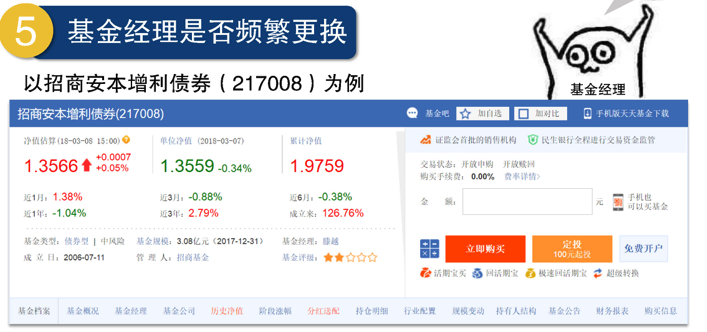 5 基金经理是否频繁更换
基金经理
以招商安本增利债券（217008）为例
招商安本增利债券(217008) 基金吧 加自选 加对比 手机版天天基金下载
净值估算(18-03-08 15:00) 单位净值 (2018-03-07) 累计净值
1.3566 +0.0007 +0.05% 1.3559 -0.34% 1.9759
近1月: 1.38% 近3月: -0.88% 近6月: -0.38%
近1年: -1.04% 近3年: 2.79% 成立来: 126.76%
基金类型: 债券型 | 中风险 基金规模: 3.08亿元 (2017-12-31) 基金经理: 滕越
成 立 日: 2006-07-11 管 理 人: 招商基金 基金评级:
证监会首批的销售机构 民生银行全程进行交易资金监管
交易状态: 开放申购 开放赎回
购买手续费: 0.00% 费率详情>
金 额: 元 手机也可以买基金
立即购买 定投 100元起投 免费开户
活期宝买 回活期宝 极速回活期宝 超级转换
基金档案 基金概况 基金经理 基金公司 历史净值 阶段涨幅 分红送配 持仓明细 行业配置 规模变动 持有人结构 基金公告 财务报表 购买信息